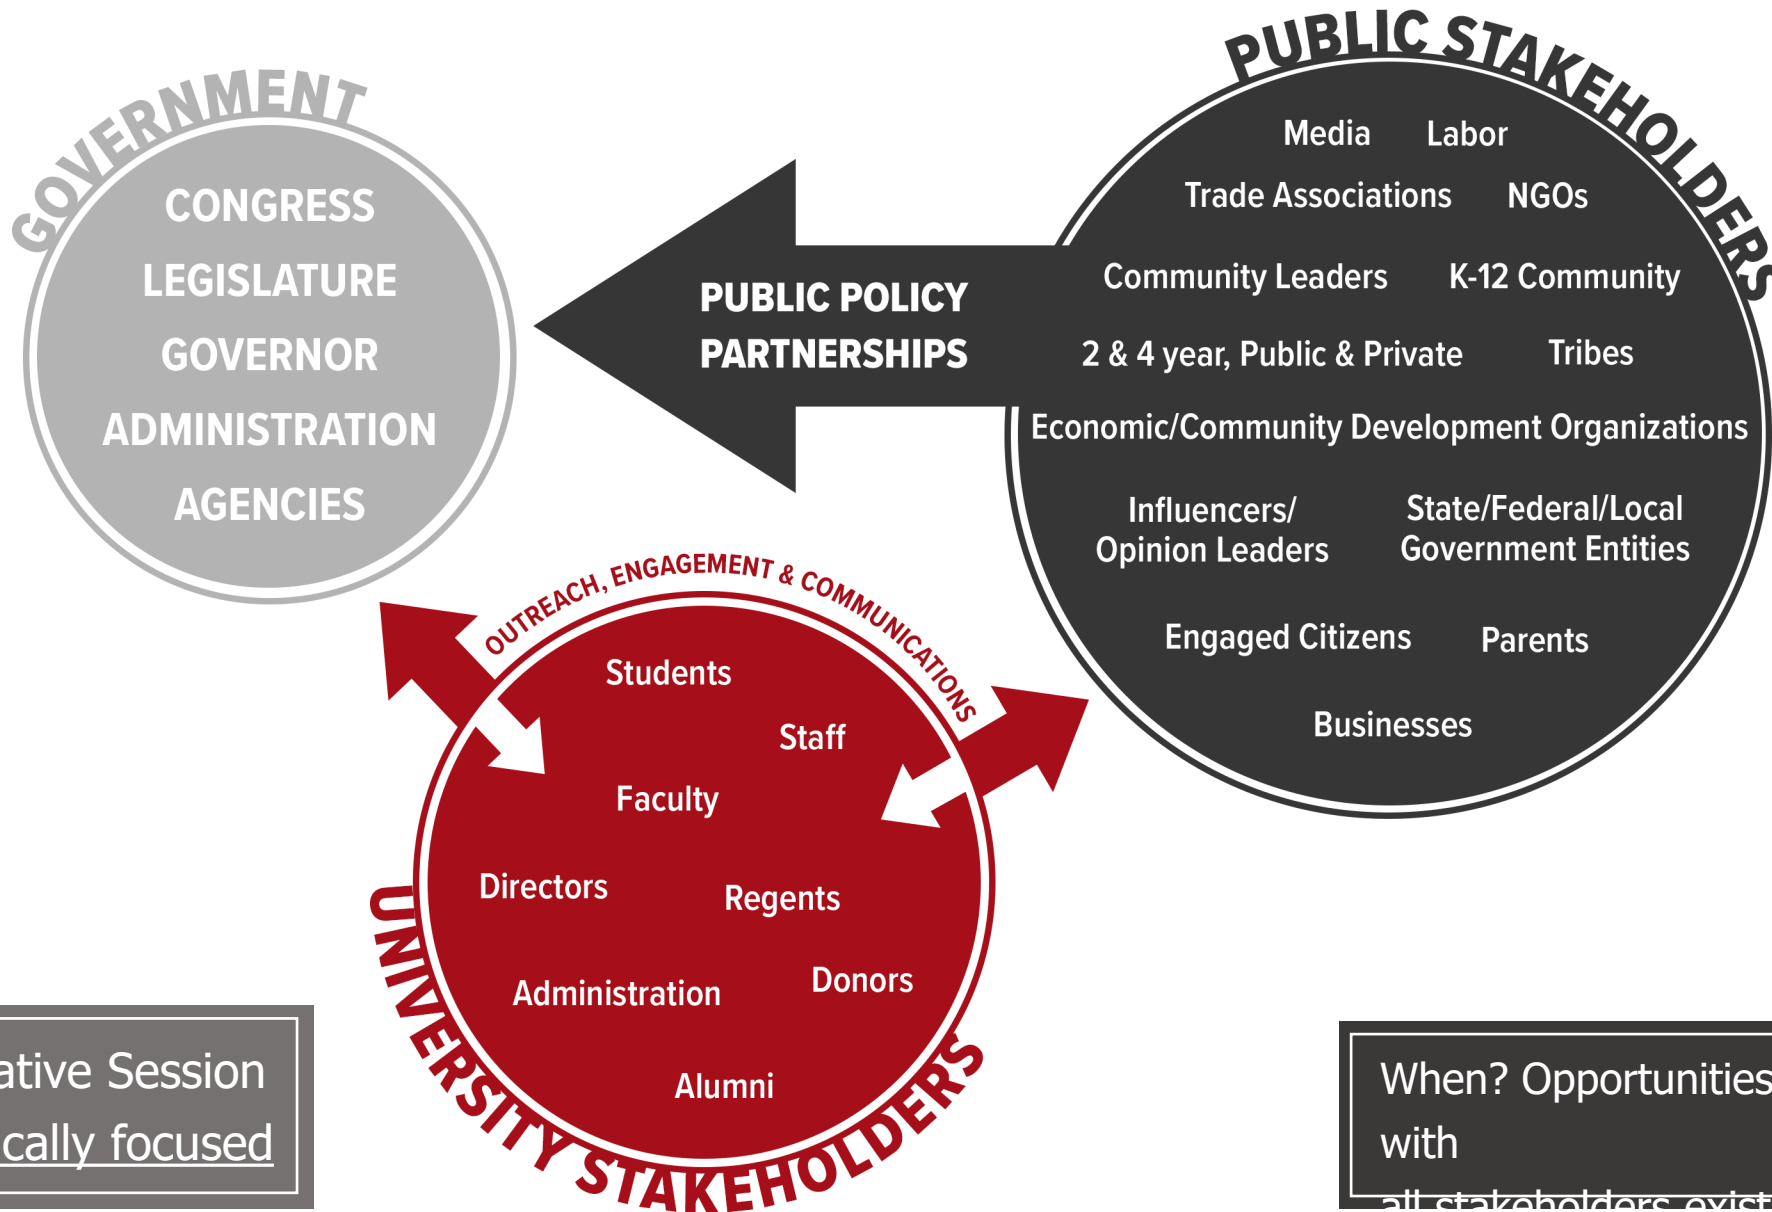 GOVERNMENT
CONGRESS
LEGISLATURE
GOVERNOR
ADMINISTRATION
AGENCIES
PUBLIC POLICY
PARTNERSHIPS
PUBLIC STAKEHOLDERS
Media Labor
Trade Associations NGOs
Community Leaders K-12 Community
2 & 4 year, Public & Private Tribes
Economic/Community Development Organizations
Influencers/
Opinion Leaders
State/Federal/Local
Government Entities
Engaged Citizens Parents
Businesses
OUTREACH, ENGAGEMENT & COMMUNICATIONS
Students
Staff
Faculty
Directors
Regents
Administration
Donors
Alumni
UNIVERSITY STAKEHOLDERS
ative Session
cally focused
When? Opportunities
with
all stakeholders exist